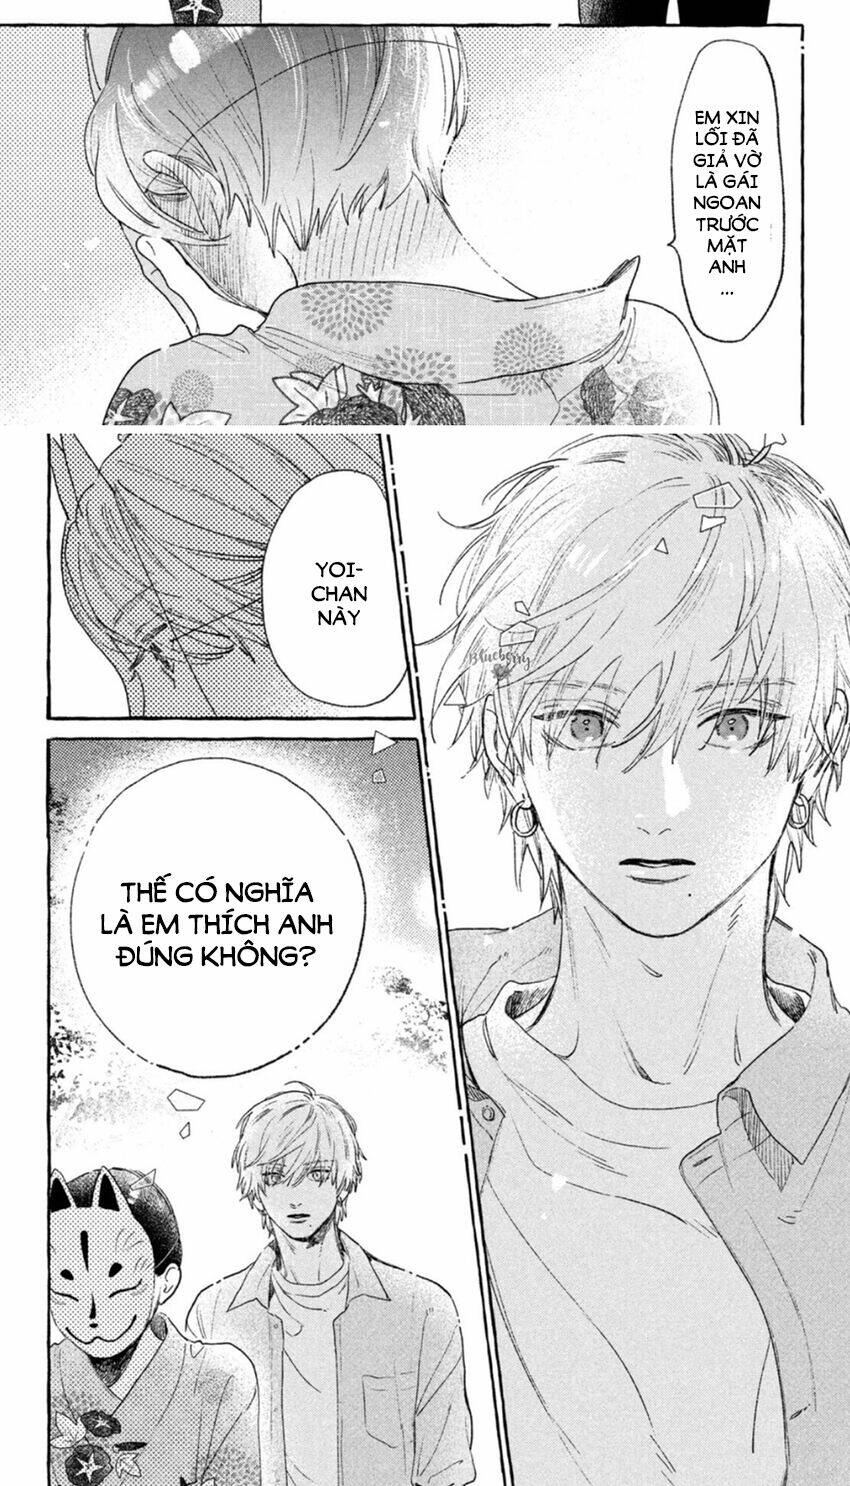 EM XIN
LỖI ĐÃ
GIẢ VỜ
LÀ GÁI
NGOAN
TRƯỚC
MẶT
ANH
...
YOI-
CHAN
NÀY
Blueberry
THẾ CÓ NGHĨA
LÀ EM THÍCH ANH
ĐÚNG KHÔNG?